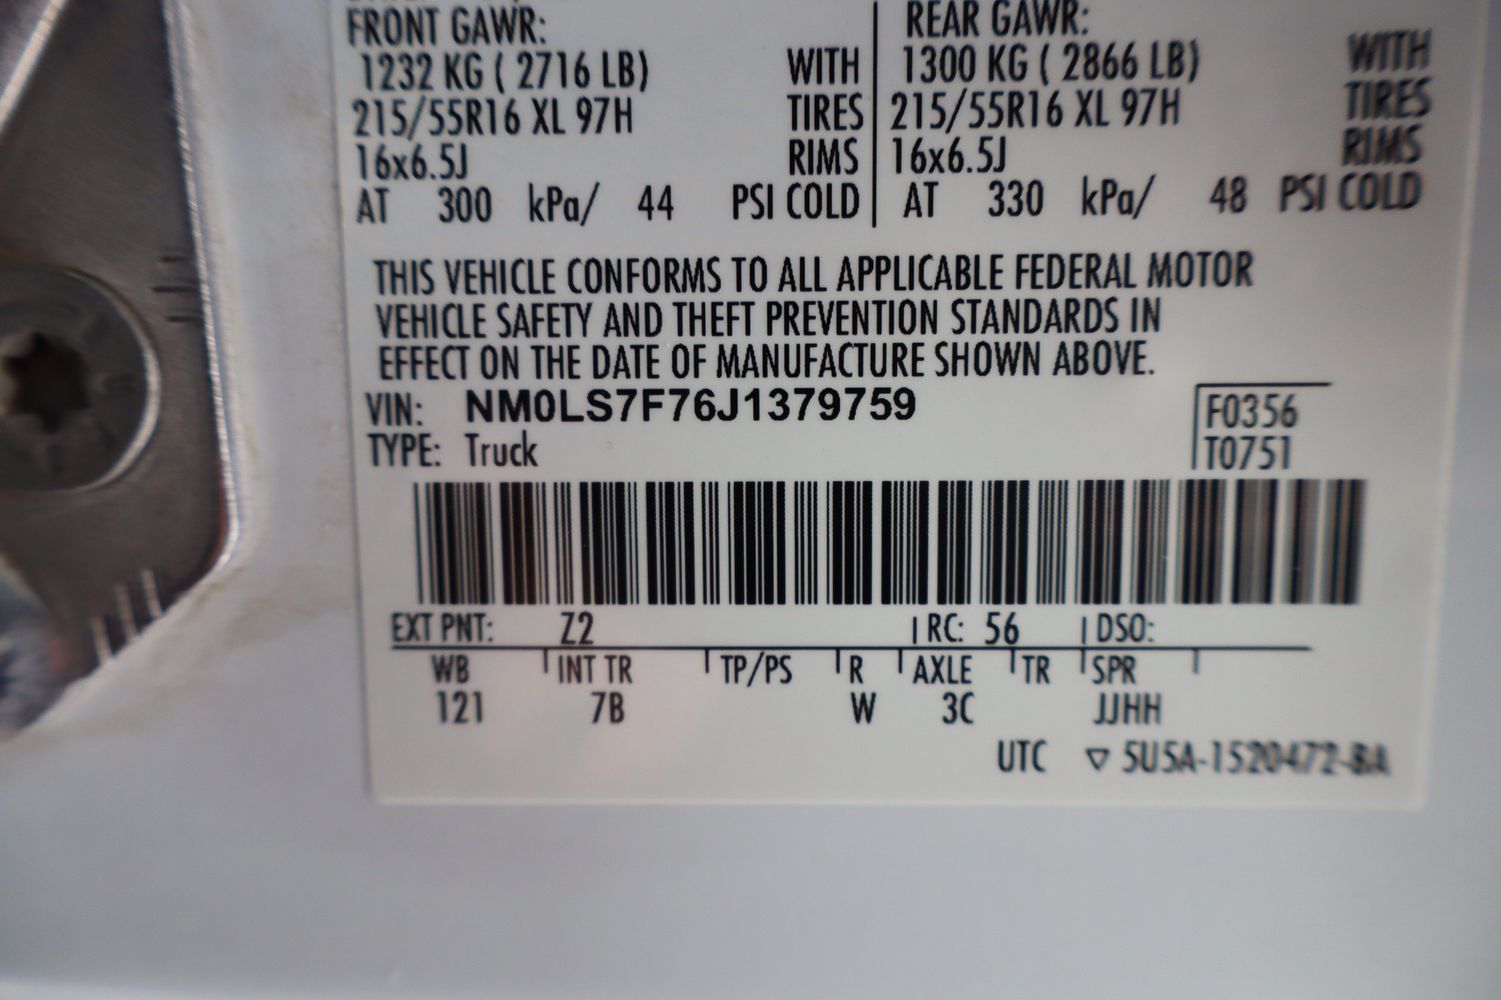 FRONT GAWR:
1232 KG ( 2716 LB) WITH
215/55R16 XL 97H TIRES
16x6.5J RIMS
AT 300 kPa/ 44 PSI COLD
REAR GAWR:
1300 KG ( 2866 LB) WITH
215/55R16 XL 97H TIRES
16x6.5J RIMS
AT 330 kPa/ 48 PSI COLD
THIS VEHICLE CONFORMS TO ALL APPLICABLE FEDERAL MOTOR
VEHICLE SAFETY AND THEFT PREVENTION STANDARDS IN
EFFECT ON THE DATE OF MANUFACTURE SHOWN ABOVE.
VIN: NM0LS7F76J1379759
F0356
TYPE: Truck
T0751
EXT PNT: Z2 RC: 56 DSO:
WB INT TR TP/PS R AXLE TR SPR
121 7B W 3C JJHH
UTC ▽ 5U5A-1520472-BA